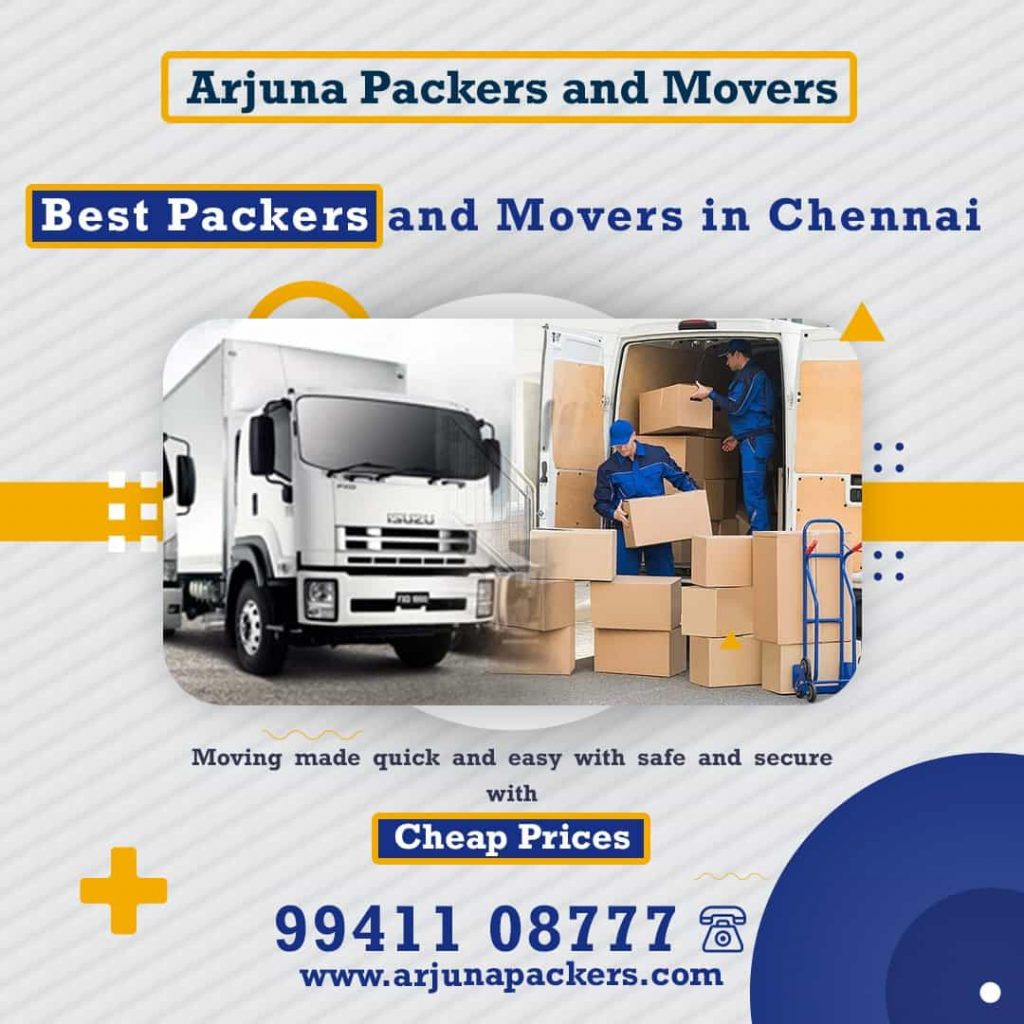 Arjuna Packers and Movers
Best Packers and Movers in Chennai
ISUZU
Moving made quick and easy with safe and secure
with
Cheap Prices
99411 08777
www.arjunapackers.com